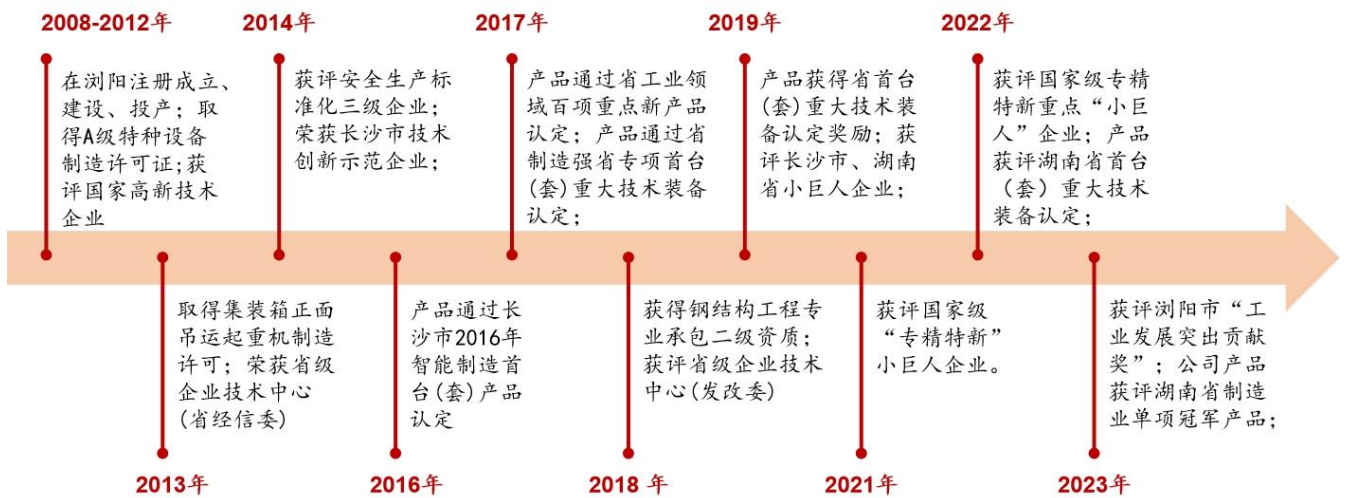 2008-2012年
在浏阳注册成立、
建设、投产；取
得A级特种设备
制造许可证;获
评国家高新技术
企业
2013年
取得集装箱正面
吊运起重机制造
许可；荣获省级
企业技术中心
(省经信委)
2014年
获评安全生产标
准化三级企业；
荣获长沙市技术
创新示范企业；
2016年
产品通过长
沙市2016年
智能制造首
台(套)产品
认定
2017年
产品通过省工业领
域百项重点新产品
认定；产品通过省
制造强省专项首台
(套)重大技术装备
认定；
2018 年
获得钢结构工程专
业承包二级资质；
获评省级企业技术
中心(发改委)
2019年
产品获得省首台
(套)重大技术装
备认定奖励；获
评长沙市、湖南
省小巨人企业；
2021年
获评国家级
“专精特新”
小巨人企业。
2022年
获评国家级专精
特新重点“小巨
人”企业；产品
获评湖南省首台
（套）重大技术
装备认定；
2023年
获评浏阳市“工
业发展突出贡献
奖”；公司产品
获评湖南省制造
业单项冠军产品；